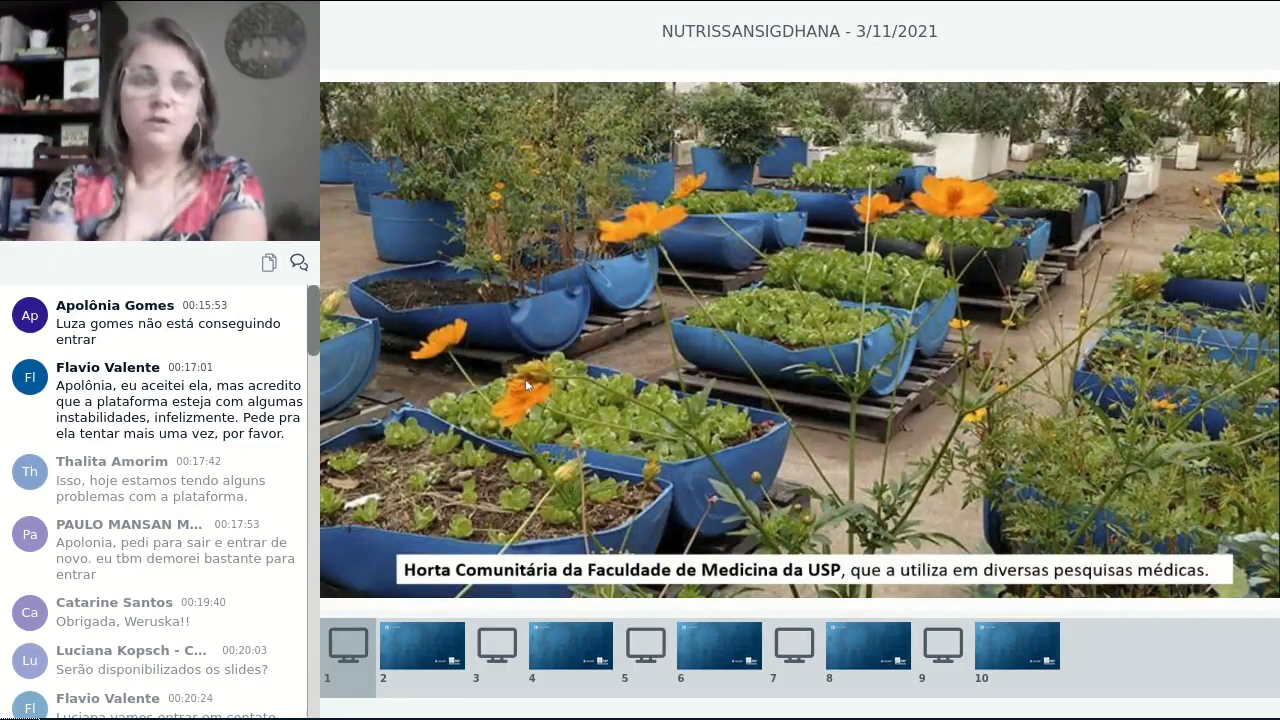 NUTRISSANSIGDHANA - 3/11/2021
Ap
Apolônia Gomes 00:15:53
Luza gomes não está conseguindo
entrar
Fl
Flavio Valente 00:17:01
Apolônia, eu aceitei ela, mas acredito
que a plataforma esteja com algumas
instabilidades, infelizmente. Pede pra
ela tentar mais uma vez, por favor.
Th
Thalita Amorim 00:17:42
Isso, hoje estamos tendo alguns
problemas com a plataforma.
Pa
PAULO MANSAN M... 00:17:53
Apolonia, pedi para sair e entrar de
novo. eu tbm demorei bastante para
entrar
Ca
Catarine Santos 00:19:40
Obrigada, Weruska!!
Lu
Luciana Kopsch - C... 00:20:03
Serão disponibilizados os slides?
Fl
Flavio Valente 00:20:24
Luciana vamos entrar em contato
Horta Comunitária da Faculdade de Medicina da USP, que a utiliza em diversas pesquisas médicas.
1 2 3 4 5 6 7 8 9 10